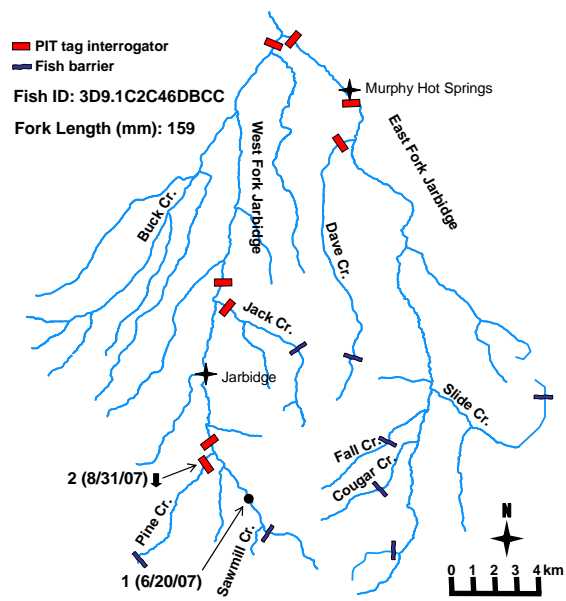 PIT tag interrogator
Fish barrier
Fish ID: 3D9.1C2C46DBCC
Fork Length (mm): 159
Murphy Hot Springs
West Fork Jarbidge
East Fork Jarbidge
Buck Cr.
Dave Cr.
Jack Cr.
Jarbidge
Slide Cr.
Fall Cr.
Cougar Cr.
2 (8/31/07)
Pine Cr.
Sawmill Cr.
1 (6/20/07)
N
0 1 2 3 4 km